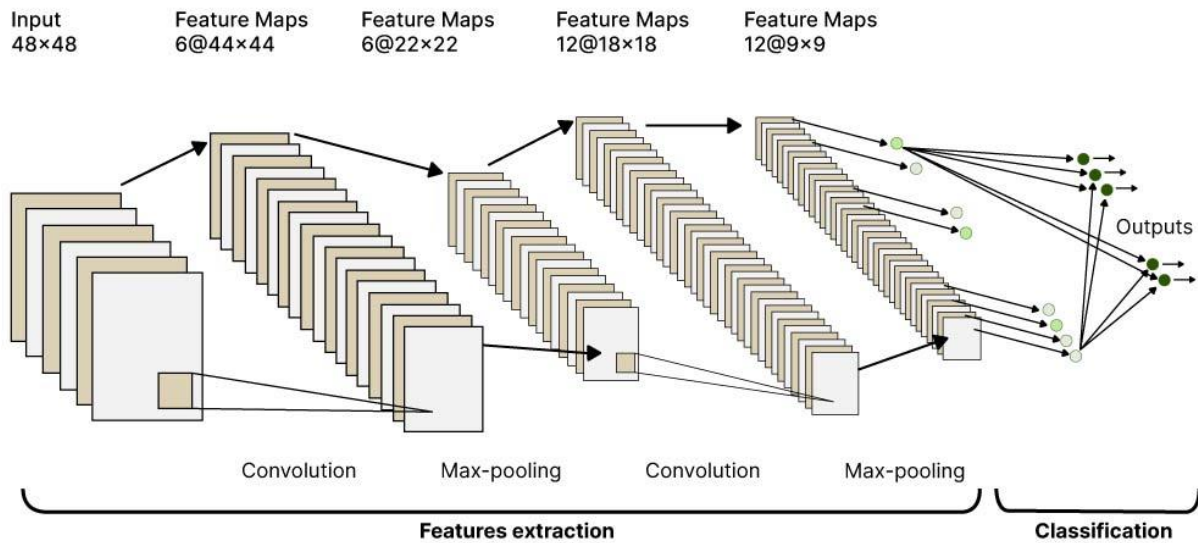 Input
48×48
Feature Maps
6@44×44
Feature Maps
6@22×22
Feature Maps
12@18×18
Feature Maps
12@9×9
Outputs
Convolution
Max-pooling
Convolution
Max-pooling
Features extraction
Classification